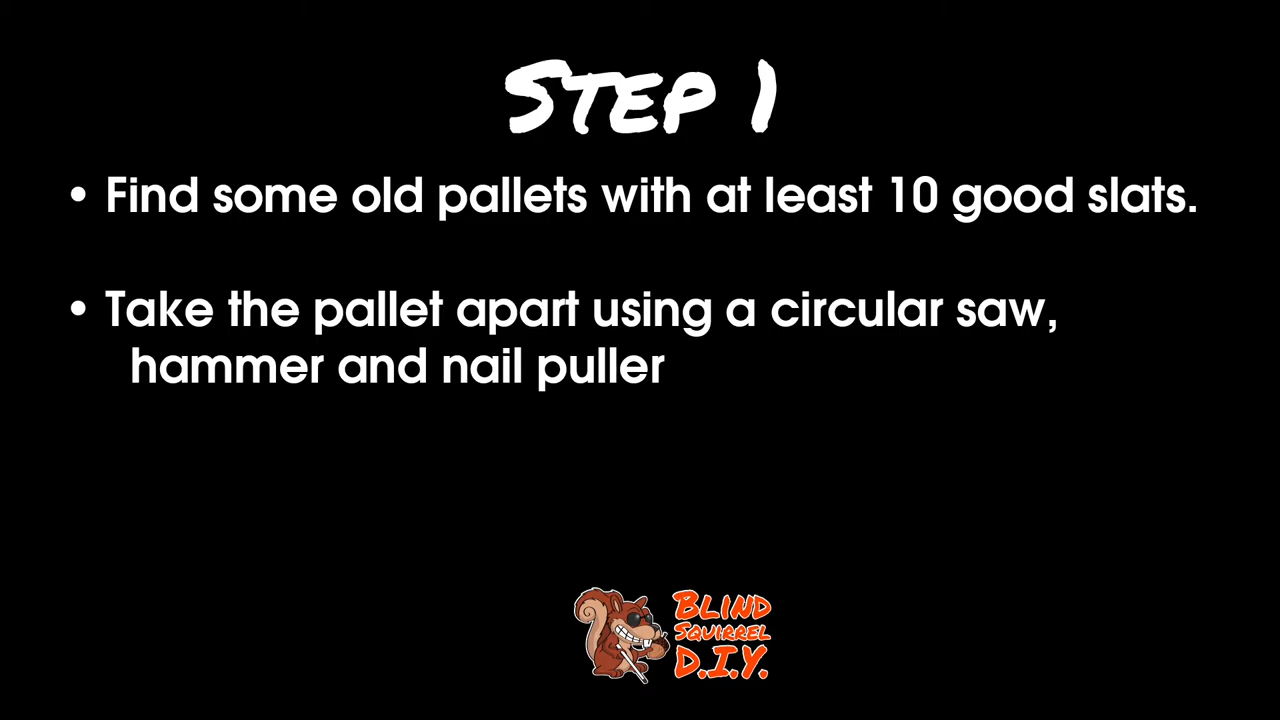 Step 1
• Find some old pallets with at least 10 good slats.
• Take the pallet apart using a circular saw,
hammer and nail puller
Blind
Squirrel
D.I.Y.